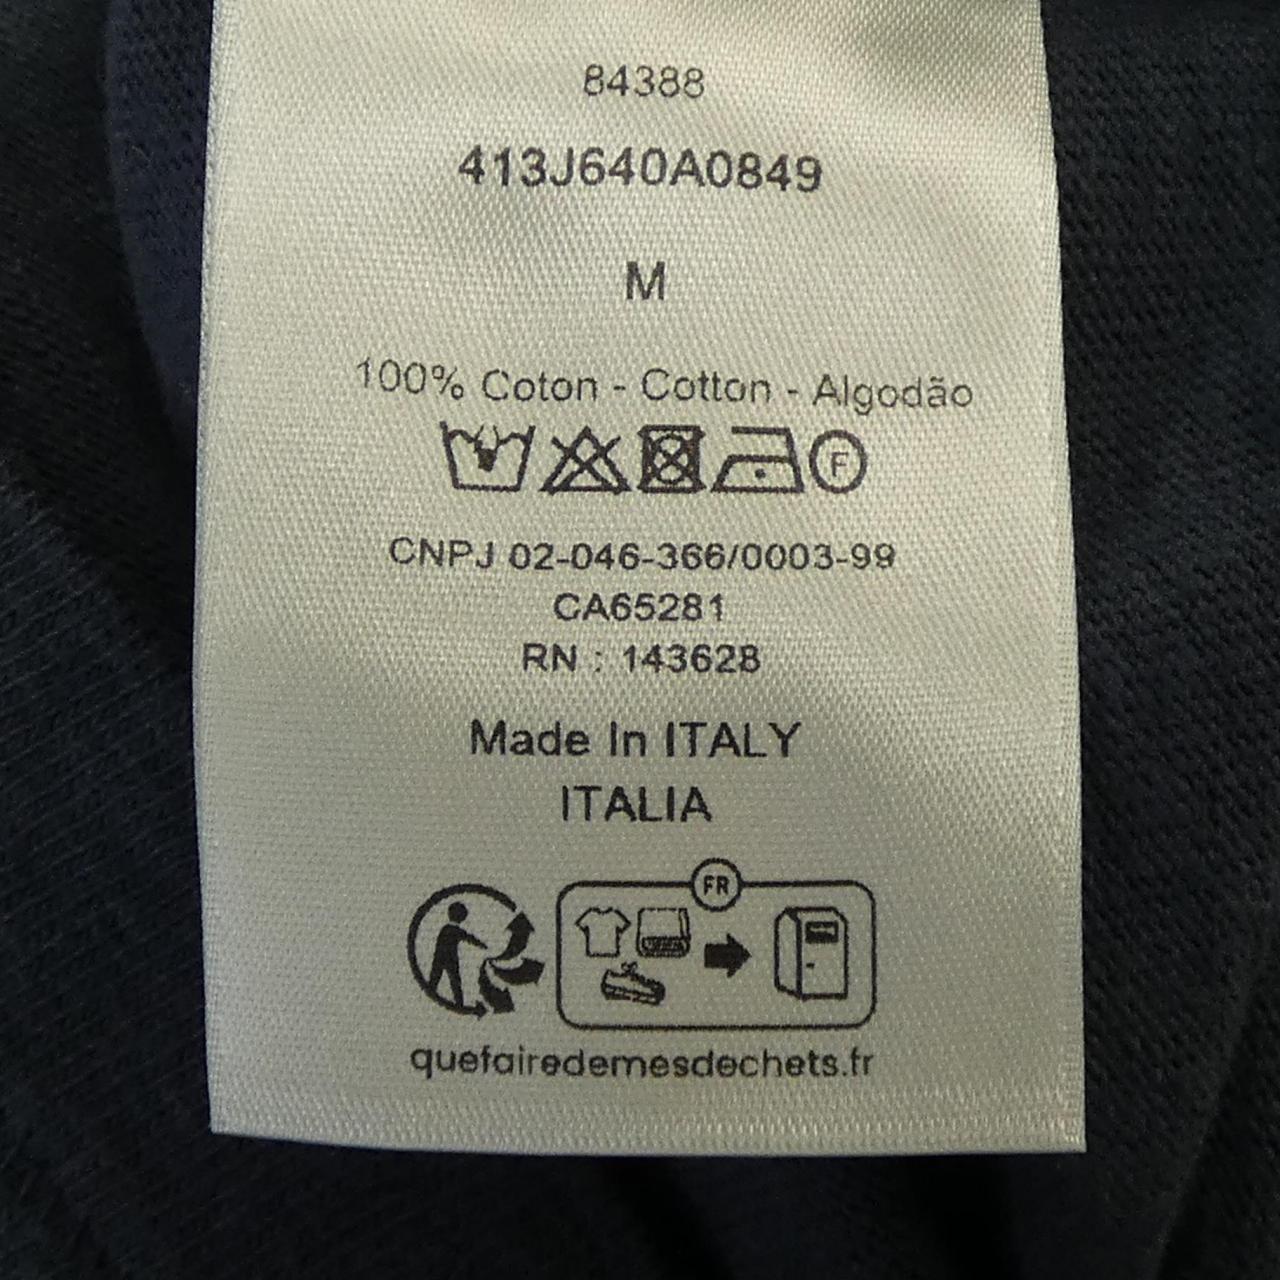 84388
413J640A0849
M
100% Coton - Cotton - Algodão
F
CNPJ 02-046-366/0003-99
CA65281
RN : 143628
Made In ITALY
ITALIA
FR
quefairedemesdechets.fr